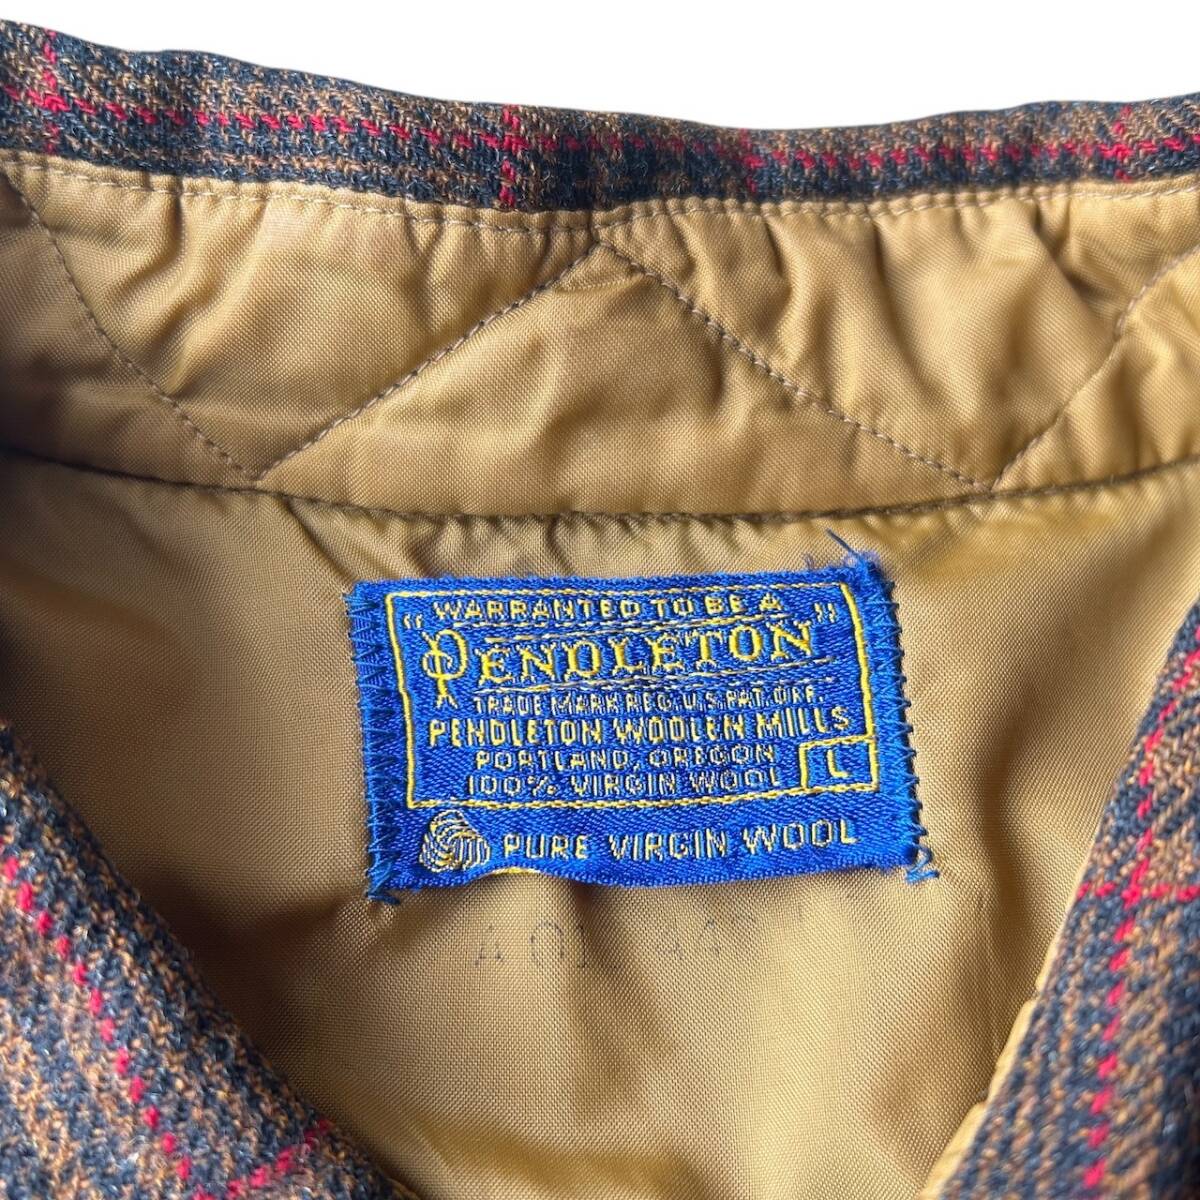 WARRANTED TO BE A
"PENDLETON"
TRADE MARK REG. U.S. PAT. OFF.
PENDLETON WOOLEN MILLS
PORTLAND, OREGON
100% VIRGIN WOOL
L
PURE VIRGIN WOOL